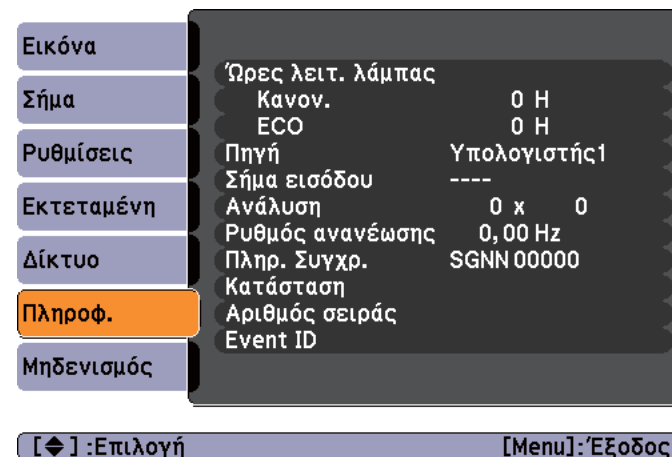 Εικόνα
Σήμα
Ρυθμίσεις
Εκτεταμένη
Δίκτυο
Πληροφ.
Μηδενισμός
Ώρες λειτ. λάμπας
Κανον. 0 H
ECO 0 H
Πηγή Υπολογιστής1
Σήμα εισόδου ----
Ανάλυση 0 x 0
Ρυθμός ανανέωσης 0,00 Hz
Πληρ. Συγχρ. SGNN 00000
Κατάσταση
Αριθμός σειράς
Event ID
[◆] :Επιλογή [Menu]:Έξοδος